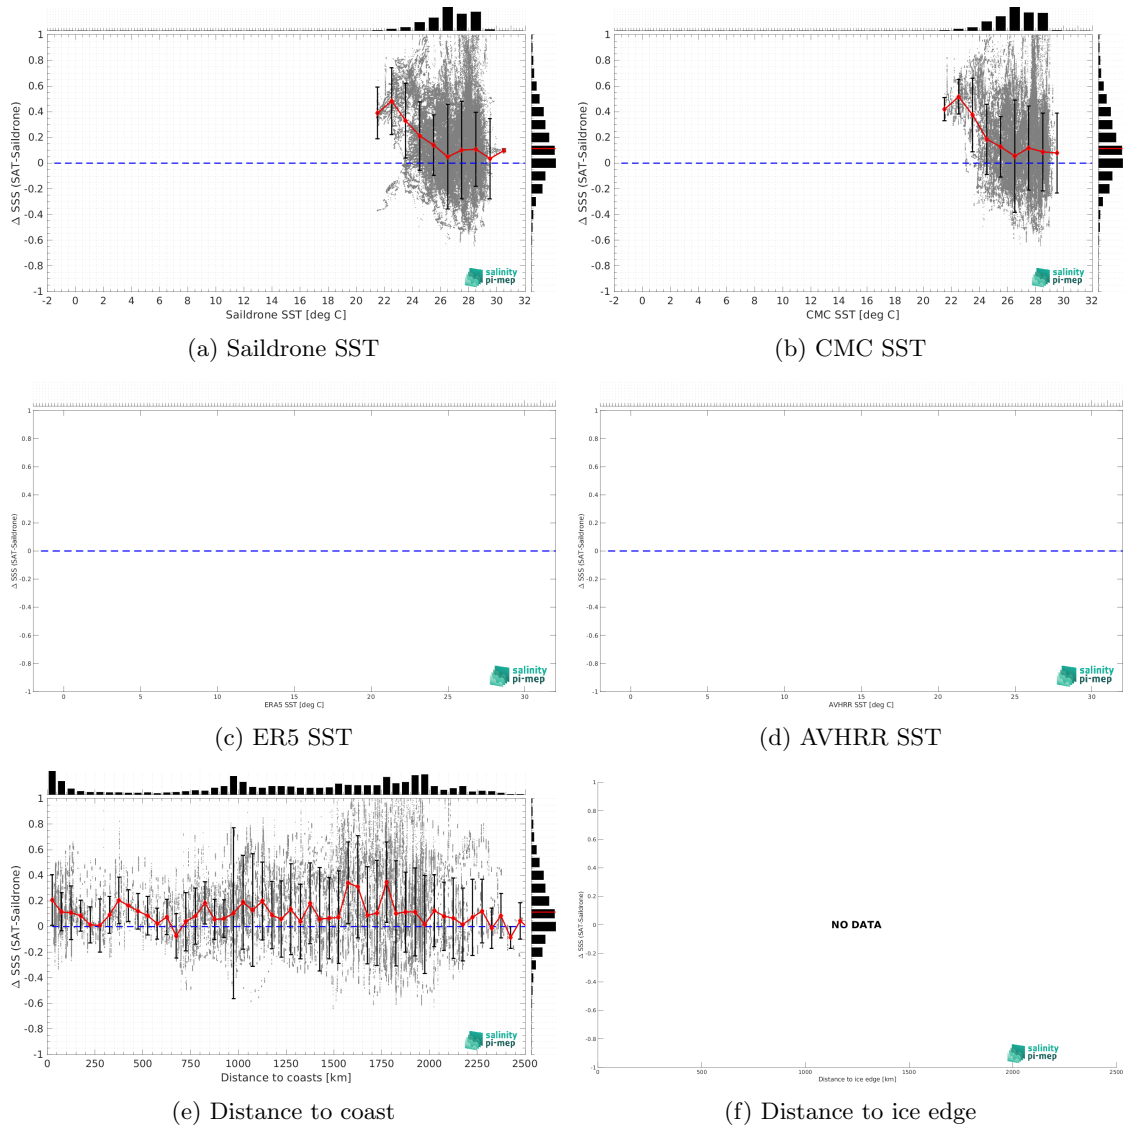 1
0.8
0.6
0.4
0.2
0
-0.2
-0.4
-0.6
-0.8
-1
Δ SSS (SAT-Saildrone)
-2 0 2 4 6 8 10 12 14 16 18 20 22 24 26 28 30 32
Saildrone SST [deg C]
salinity
pi-mep
(a) Saildrone SST
1
0.8
0.6
0.4
0.2
0
-0.2
-0.4
-0.6
-0.8
-1
Δ SSS (SAT-Saildrone)
-2 0 2 4 6 8 10 12 14 16 18 20 22 24 26 28 30 32
CMC SST [deg C]
salinity
pi-mep
(b) CMC SST
1
0.8
0.6
0.4
0.2
0
-0.2
-0.4
-0.6
-0.8
-1
Δ SSS (SAT-Saildrone)
0 5 10 15 20 25 30
ERA5 SST [deg C]
salinity
pi-mep
(c) ER5 SST
1
0.8
0.6
0.4
0.2
0
-0.2
-0.4
-0.6
-0.8
-1
Δ SSS (SAT-Saildrone)
0 5 10 15 20 25 30
AVHRR SST [deg C]
salinity
pi-mep
(d) AVHRR SST
1
0.8
0.6
0.4
0.2
0
-0.2
-0.4
-0.6
-0.8
-1
Δ SSS (SAT-Saildrone)
0 250 500 750 1000 1250 1500 1750 2000 2250 2500
Distance to coasts [km]
salinity
pi-mep
(e) Distance to coast
1
0.8
0.6
0.4
0.2
0
-0.2
-0.4
-0.6
-0.8
-1
Δ SSS (SAT-Saildrone)
NO DATA
0 500 1000 1500 2000 2500
Distance to ice edge [km]
salinity
pi-mep
(f) Distance to ice edge